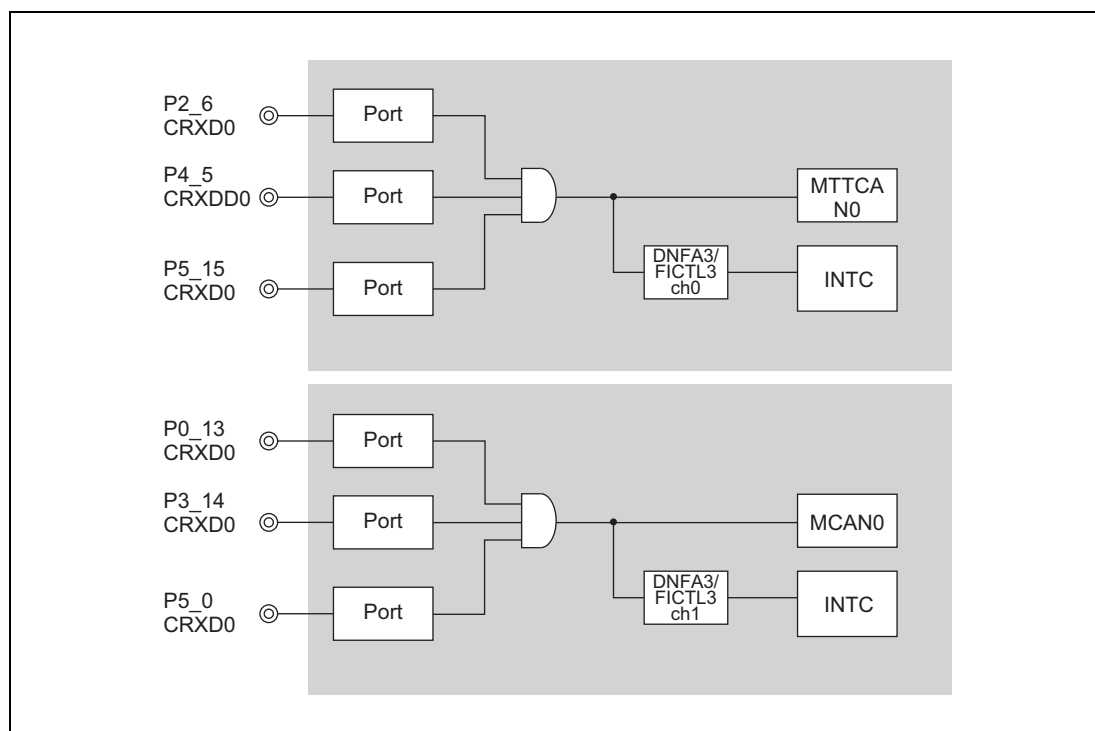 P2_6
CRXD0
Port
P4_5
CRXDD0
Port
MTTCA
N0
P5_15
CRXD0
Port
DNFA3/
FICTL3
ch0
INTC
P0_13
CRXD0
Port
P3_14
CRXD0
Port
MCAN0
P5_0
CRXD0
Port
DNFA3/
FICTL3
ch1
INTC